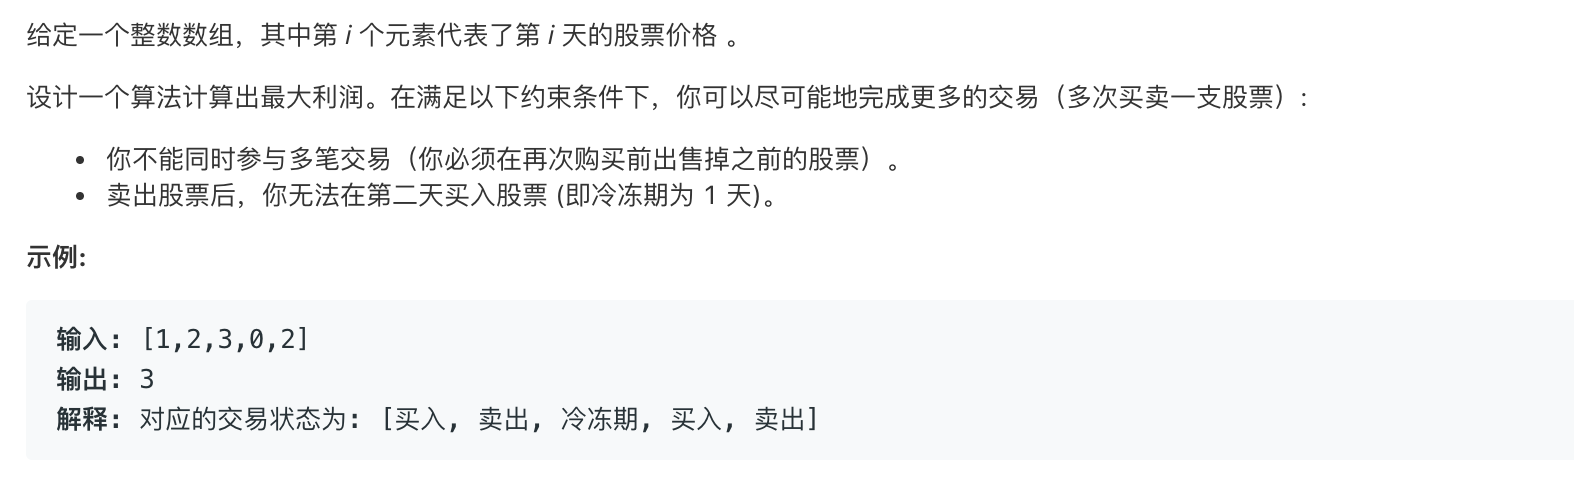 给定一个整数数组，其中第 i 个元素代表了第 i 天的股票价格 。
设计一个算法计算出最大利润。在满足以下约束条件下，你可以尽可能地完成更多的交易（多次买卖一支股票）:
• 你不能同时参与多笔交易（你必须在再次购买前出售掉之前的股票）。
• 卖出股票后，你无法在第二天买入股票 (即冷冻期为 1 天)。
示例:
输入: [1,2,3,0,2]
输出: 3
解释: 对应的交易状态为: [买入, 卖出, 冷冻期, 买入, 卖出]